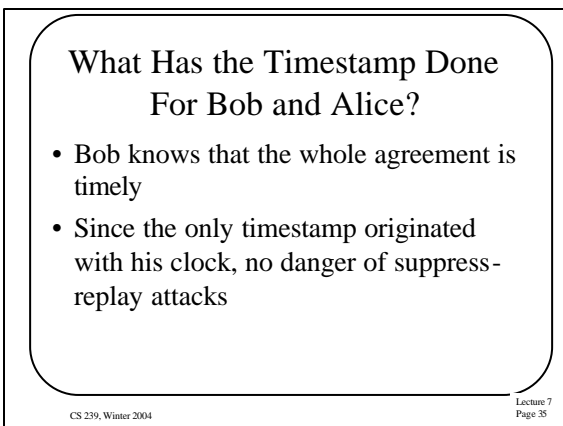 What Has the Timestamp Done
For Bob and Alice?
• Bob knows that the whole agreement is
timely
• Since the only timestamp originated
with his clock, no danger of suppress-
replay attacks
CS 239, Winter 2004
Lecture 7
Page 35